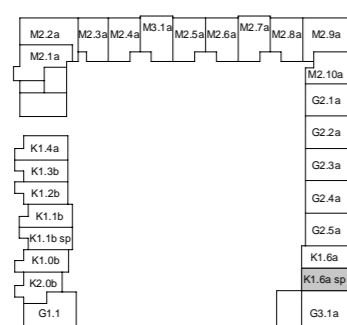 M2.2a
M2.3a
M2.4a
M3.1a
M2.5a
M2.6a
M2.7a
M2.8a
M2.9a
M2.1a
M2.10a
G2.1a
G2.2a
G2.3a
G2.4a
G2.5a
K1.6a
K1.6a sp
G3.1a
K1.4a
K1.3b
K1.2b
K1.1b
K1.1b sp
K1.0b
K2.0b
G1.1